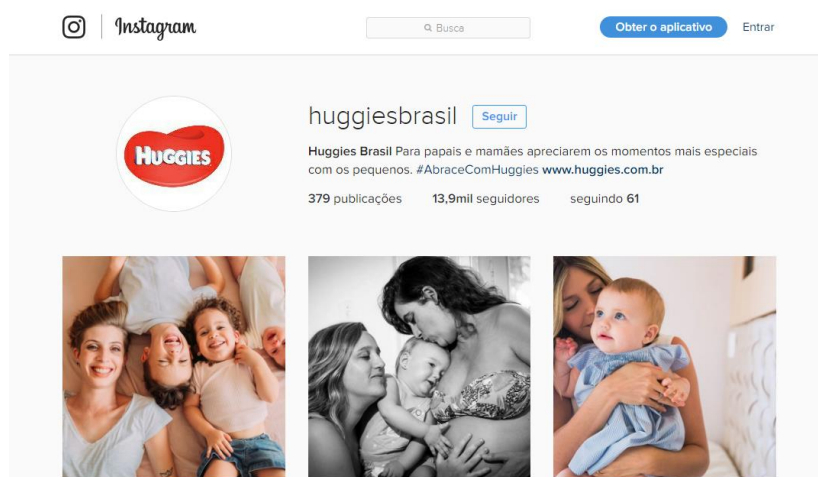 Instagram
Busca
Obter o aplicativo
Entrar
HUGGIES
huggiesbrasil
Seguir
Huggies Brasil Para papais e mamães apreciarem os momentos mais especiais
com os pequenos. #AbraceComHuggies www.huggies.com.br
379 publicações 13,9mil seguidores seguindo 61